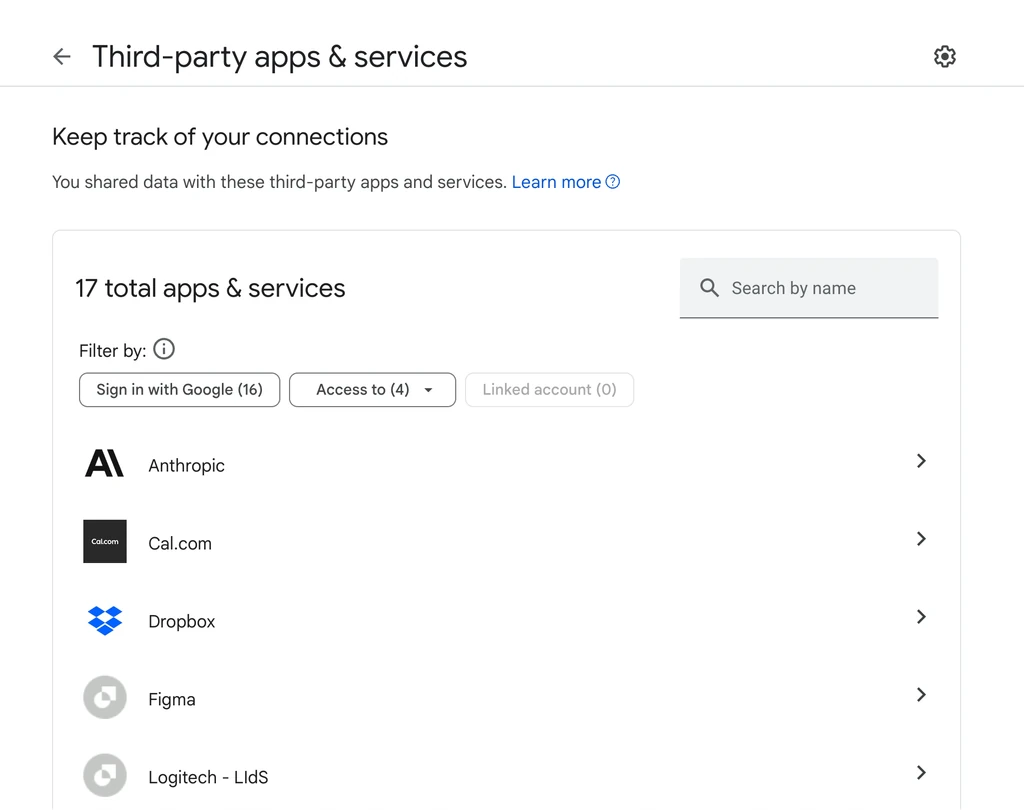 Third-party apps & services
Keep track of your connections
You shared data with these third-party apps and services. Learn more
17 total apps & services
Search by name
Filter by:
Sign in with Google (16)
Access to (4)
Linked account (0)
Anthropic
Cal.com
Cal.com
Dropbox
Figma
Logitech - LIdS